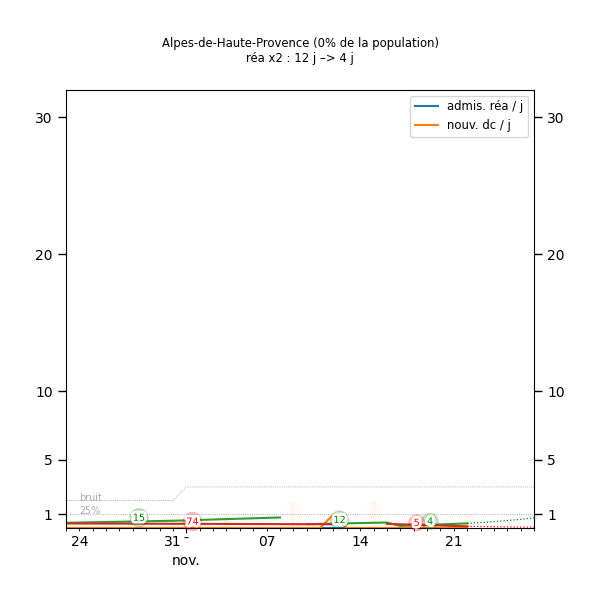 Alpes-de-Haute-Provence (0% de la population)
réa x2 : 12 j –> 4 j
admis. réa / j
nouv. dc / j
30 30
20 20
10 10
5 5
bruit
25%
1 1
15 74 12 5 4
24 31 - 07 14 21
nov.